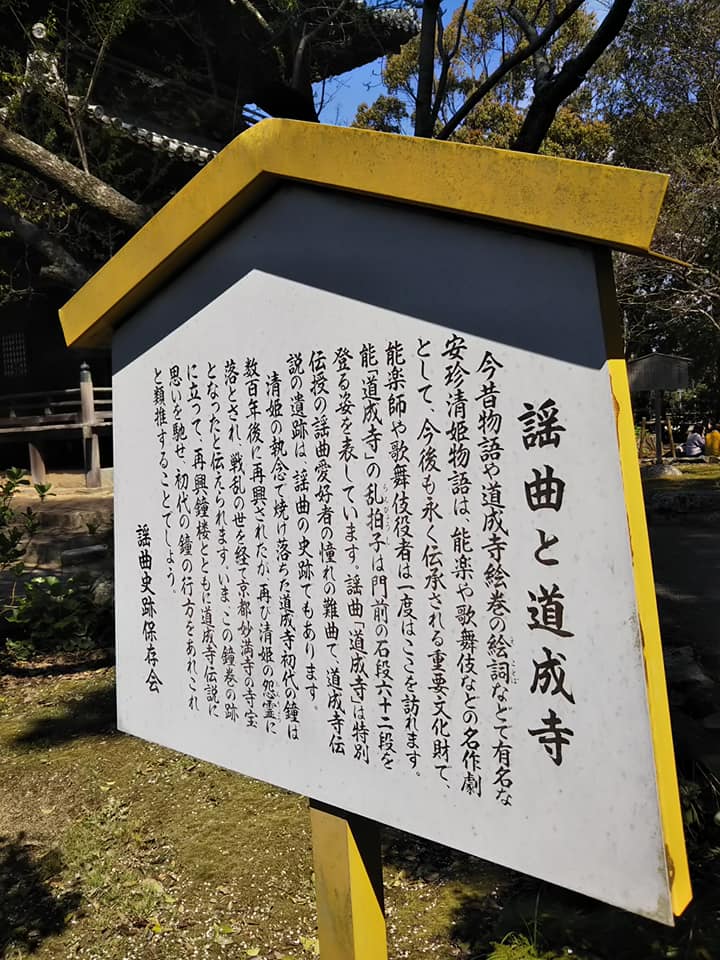 謡曲と道成寺
今昔物語や道成寺絵巻の絵詞などで有名な
安珍清姫物語は、能楽や歌舞伎などの名作劇
として、今後も永く伝承される重要文化財で、
能楽師や歌舞伎役者は一度はここを訪れます。
能「道成寺」の乱拍子は門前の石段六十二段を
登る姿を表しています。謡曲「道成寺」は特別
伝授の謡曲愛好者の憧れの難曲で、道成寺伝
説の遺跡は、謡曲の史跡でもあります。
清姫の執念で焼け落ちた道成寺初代の鐘は
数百年後に再興されたが、再び清姫の怨霊に
落とされ、戦乱の世を経て京都妙満寺の寺宝
となったと伝えられます。いま、この鐘巻の跡
に立って、再興鐘楼とともに道成寺伝説に
思いを馳せ、初代の鐘の行方をあれこれ
と類推することでしょう。
謡曲史跡保存会